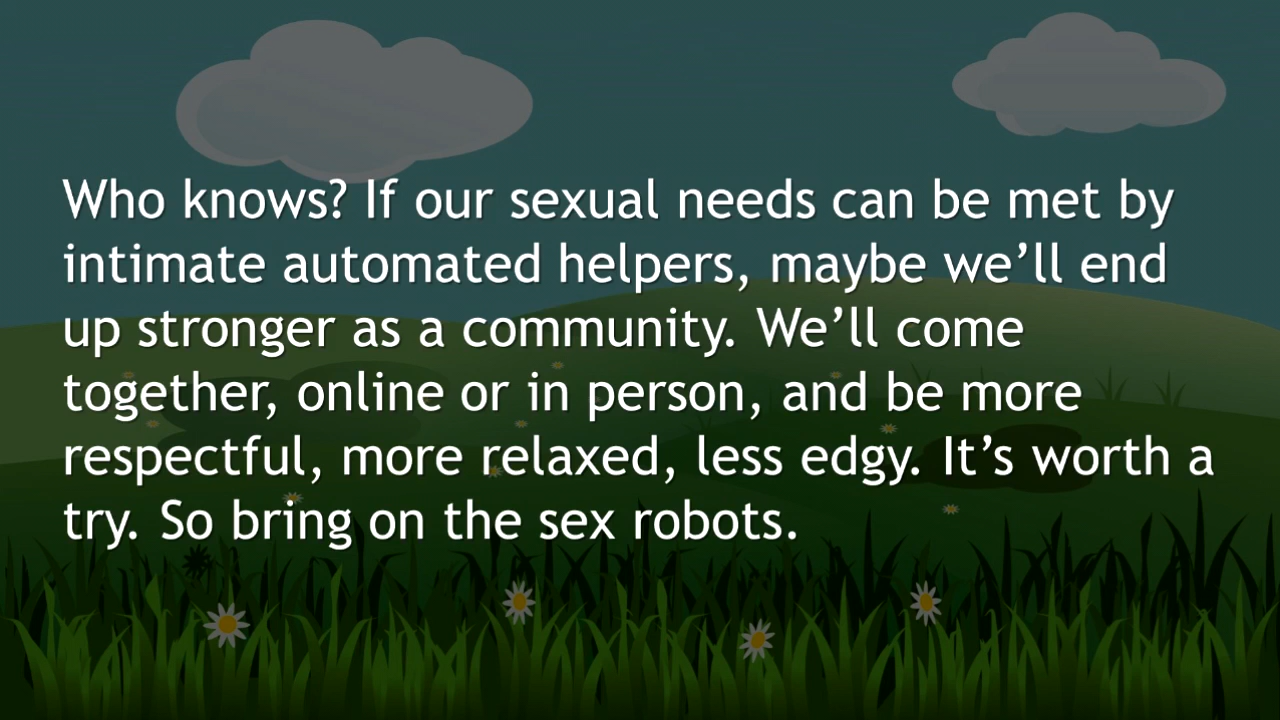 Who knows? If our sexual needs can be met by
intimate automated helpers, maybe we’ll end
up stronger as a community. We’ll come
together, online or in person, and be more
respectful, more relaxed, less edgy. It’s worth a
try. So bring on the sex robots.